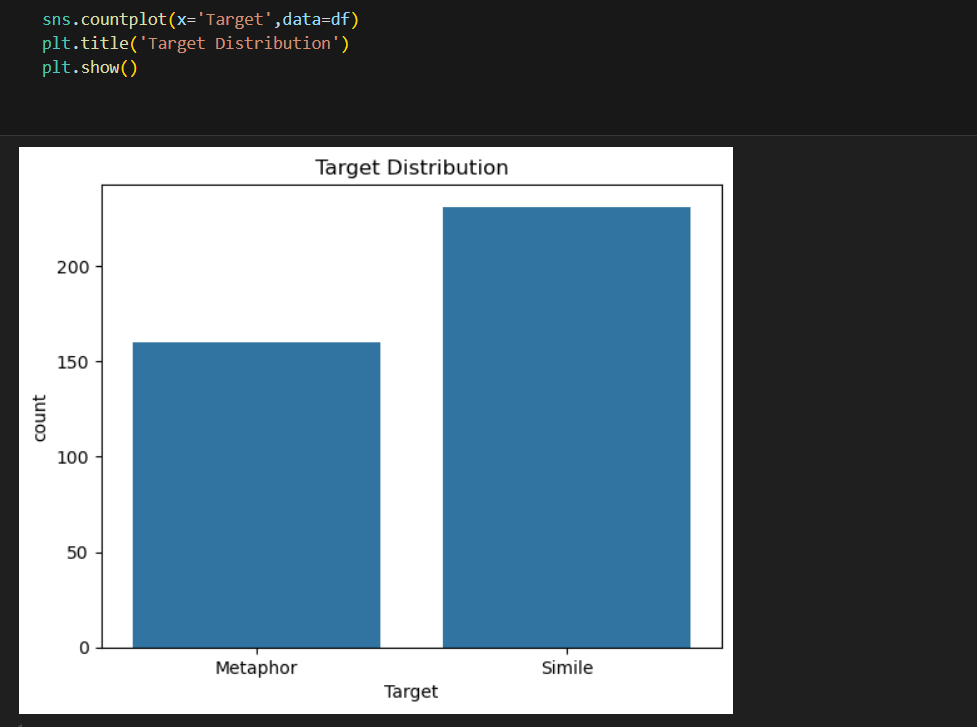 sns.countplot(x='Target',data=df)
plt.title('Target Distribution')
plt.show()
Target Distribution
200
150
100
50
0
count
Metaphor Simile
Target